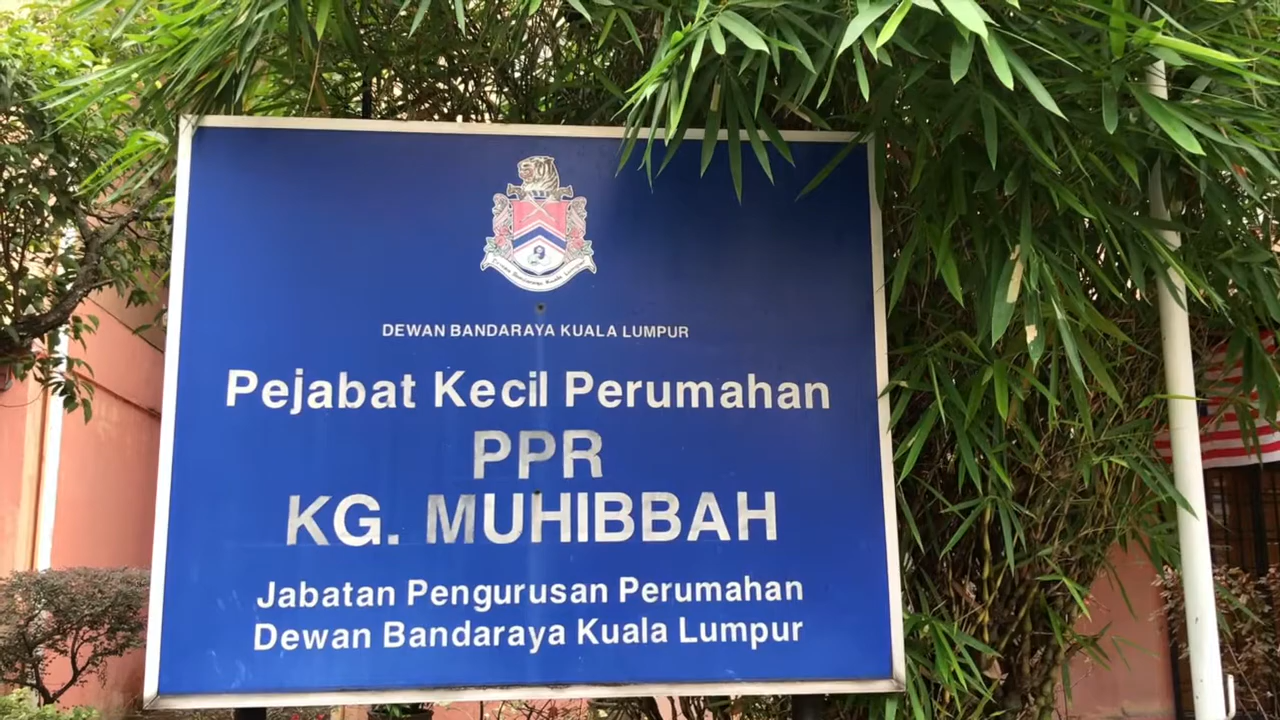 DEWAN BANDARAYA KUALA LUMPUR
Pejabat Kecil Perumahan
PPR
KG. MUHIBBAH
Jabatan Pengurusan Perumahan
Dewan Bandaraya Kuala Lumpur